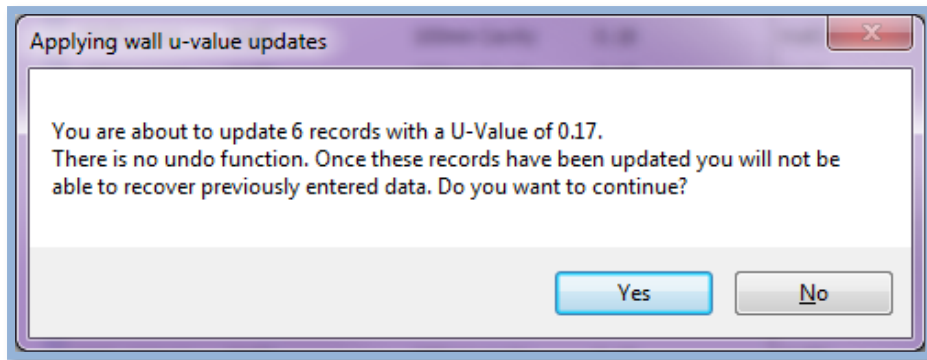 Applying wall u-value updates
You are about to update 6 records with a U-Value of 0.17.
There is no undo function. Once these records have been updated you will not be
able to recover previously entered data. Do you want to continue?
Yes
No